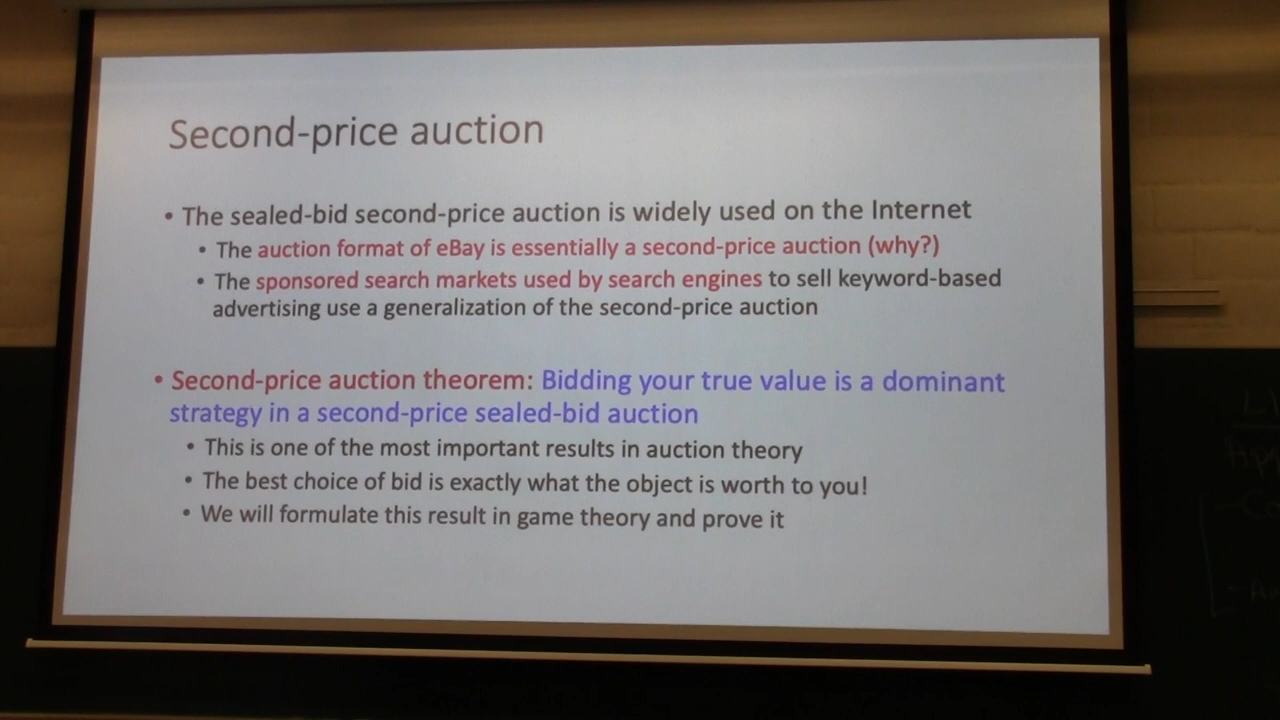 Second-price auction
• The sealed-bid second-price auction is widely used on the Internet
• The auction format of eBay is essentially a second-price auction (why?)
• The sponsored search markets used by search engines to sell keyword-based
advertising use a generalization of the second-price auction
• Second-price auction theorem: Bidding your true value is a dominant
strategy in a second-price sealed-bid auction
• This is one of the most important results in auction theory
• The best choice of bid is exactly what the object is worth to you!
• We will formulate this result in game theory and prove it